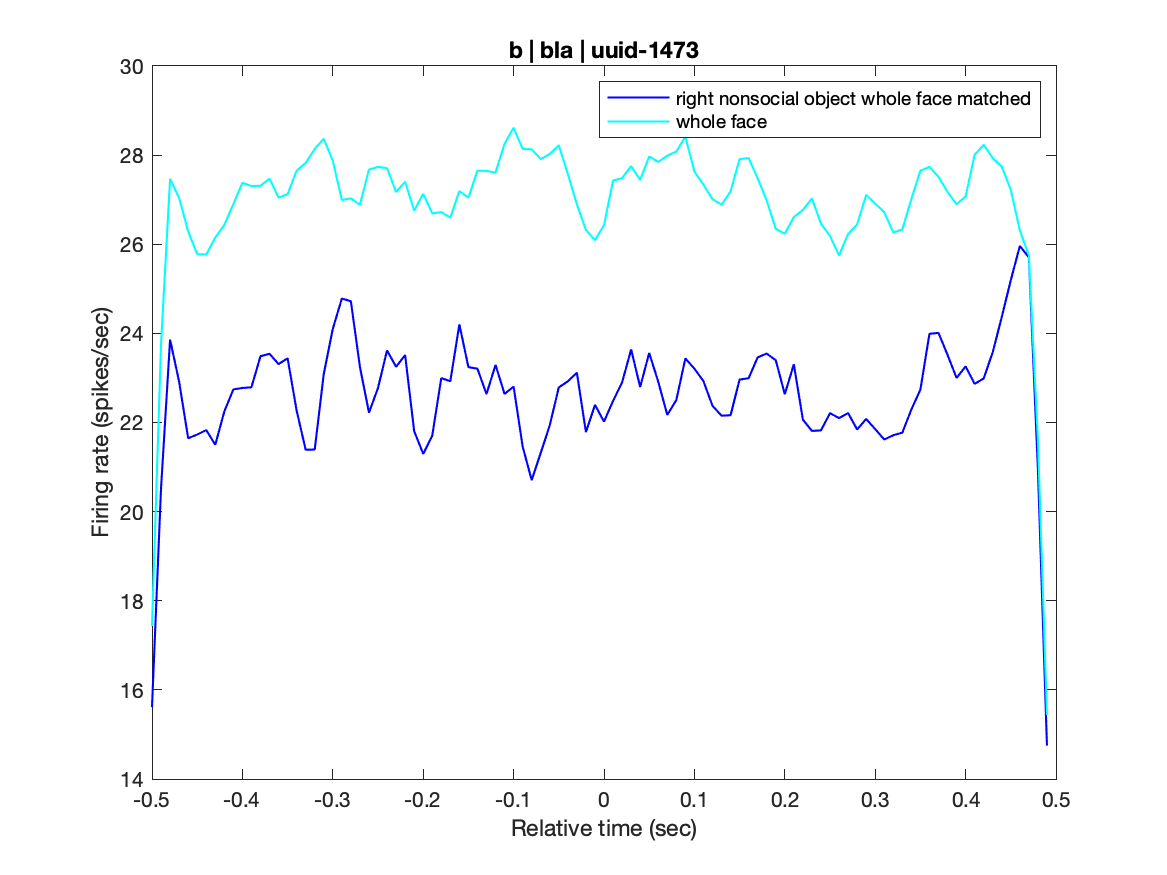 b | bla | uuid-1473
right nonsocial object whole face matched
whole face
Firing rate (spikes/sec)
30
28
26
24
22
20
18
16
14
-0.5 -0.4 -0.3 -0.2 -0.1 0 0.1 0.2 0.3 0.4 0.5
Relative time (sec)